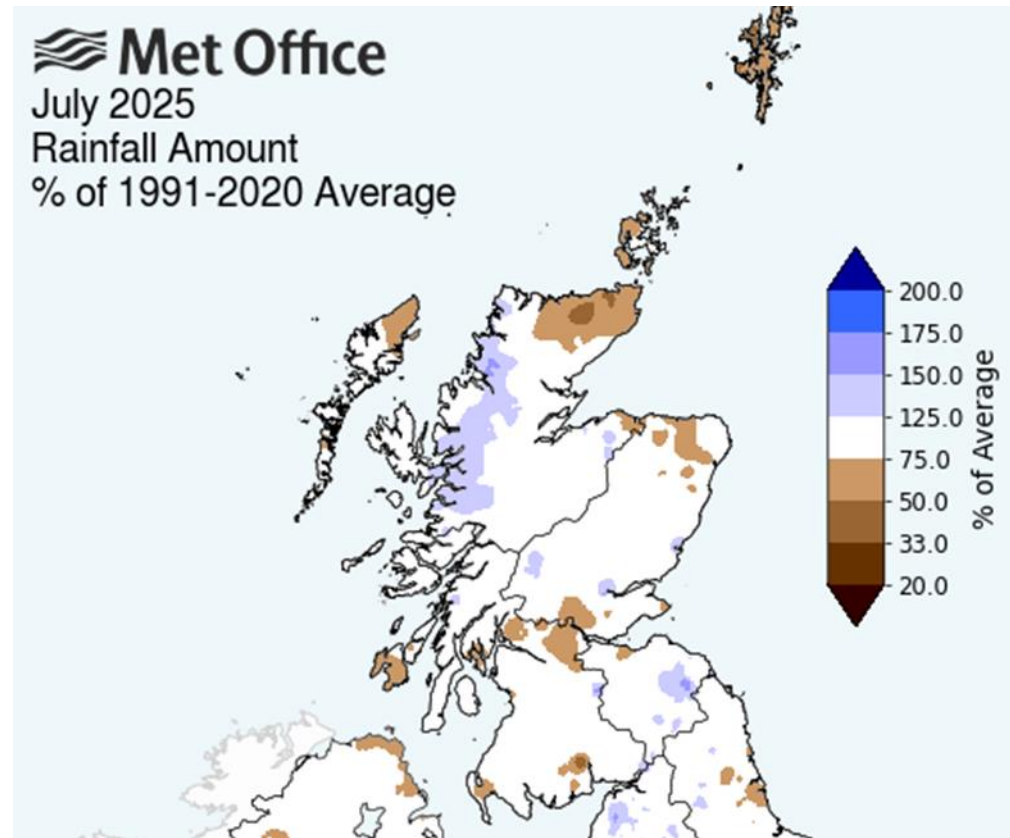 Met Office
July 2025
Rainfall Amount
% of 1991-2020 Average
200.0
175.0
150.0
125.0
75.0
50.0
33.0
20.0
% of Average